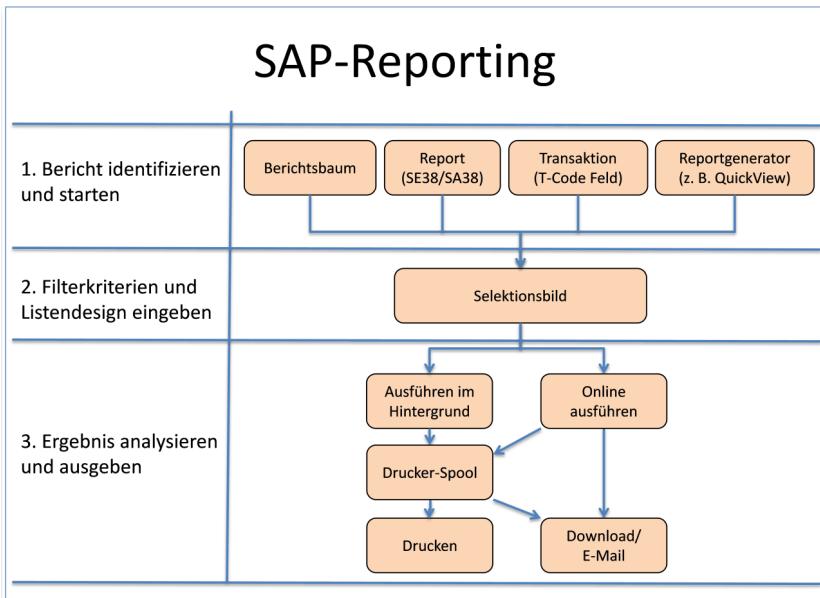 SAP-Reporting
1. Bericht identifizieren
und starten
Berichtsbaum
Report
(SE38/SA38)
Transaktion
(T-Code Feld)
Reportgenerator
(z. B. QuickView)
2. Filterkriterien und
Listendesign eingeben
Selektionsbild
3. Ergebnis analysieren
und ausgeben
Ausführen im
Hintergrund
Online
ausführen
Drucker-Spool
Drucken
Download/
E-Mail